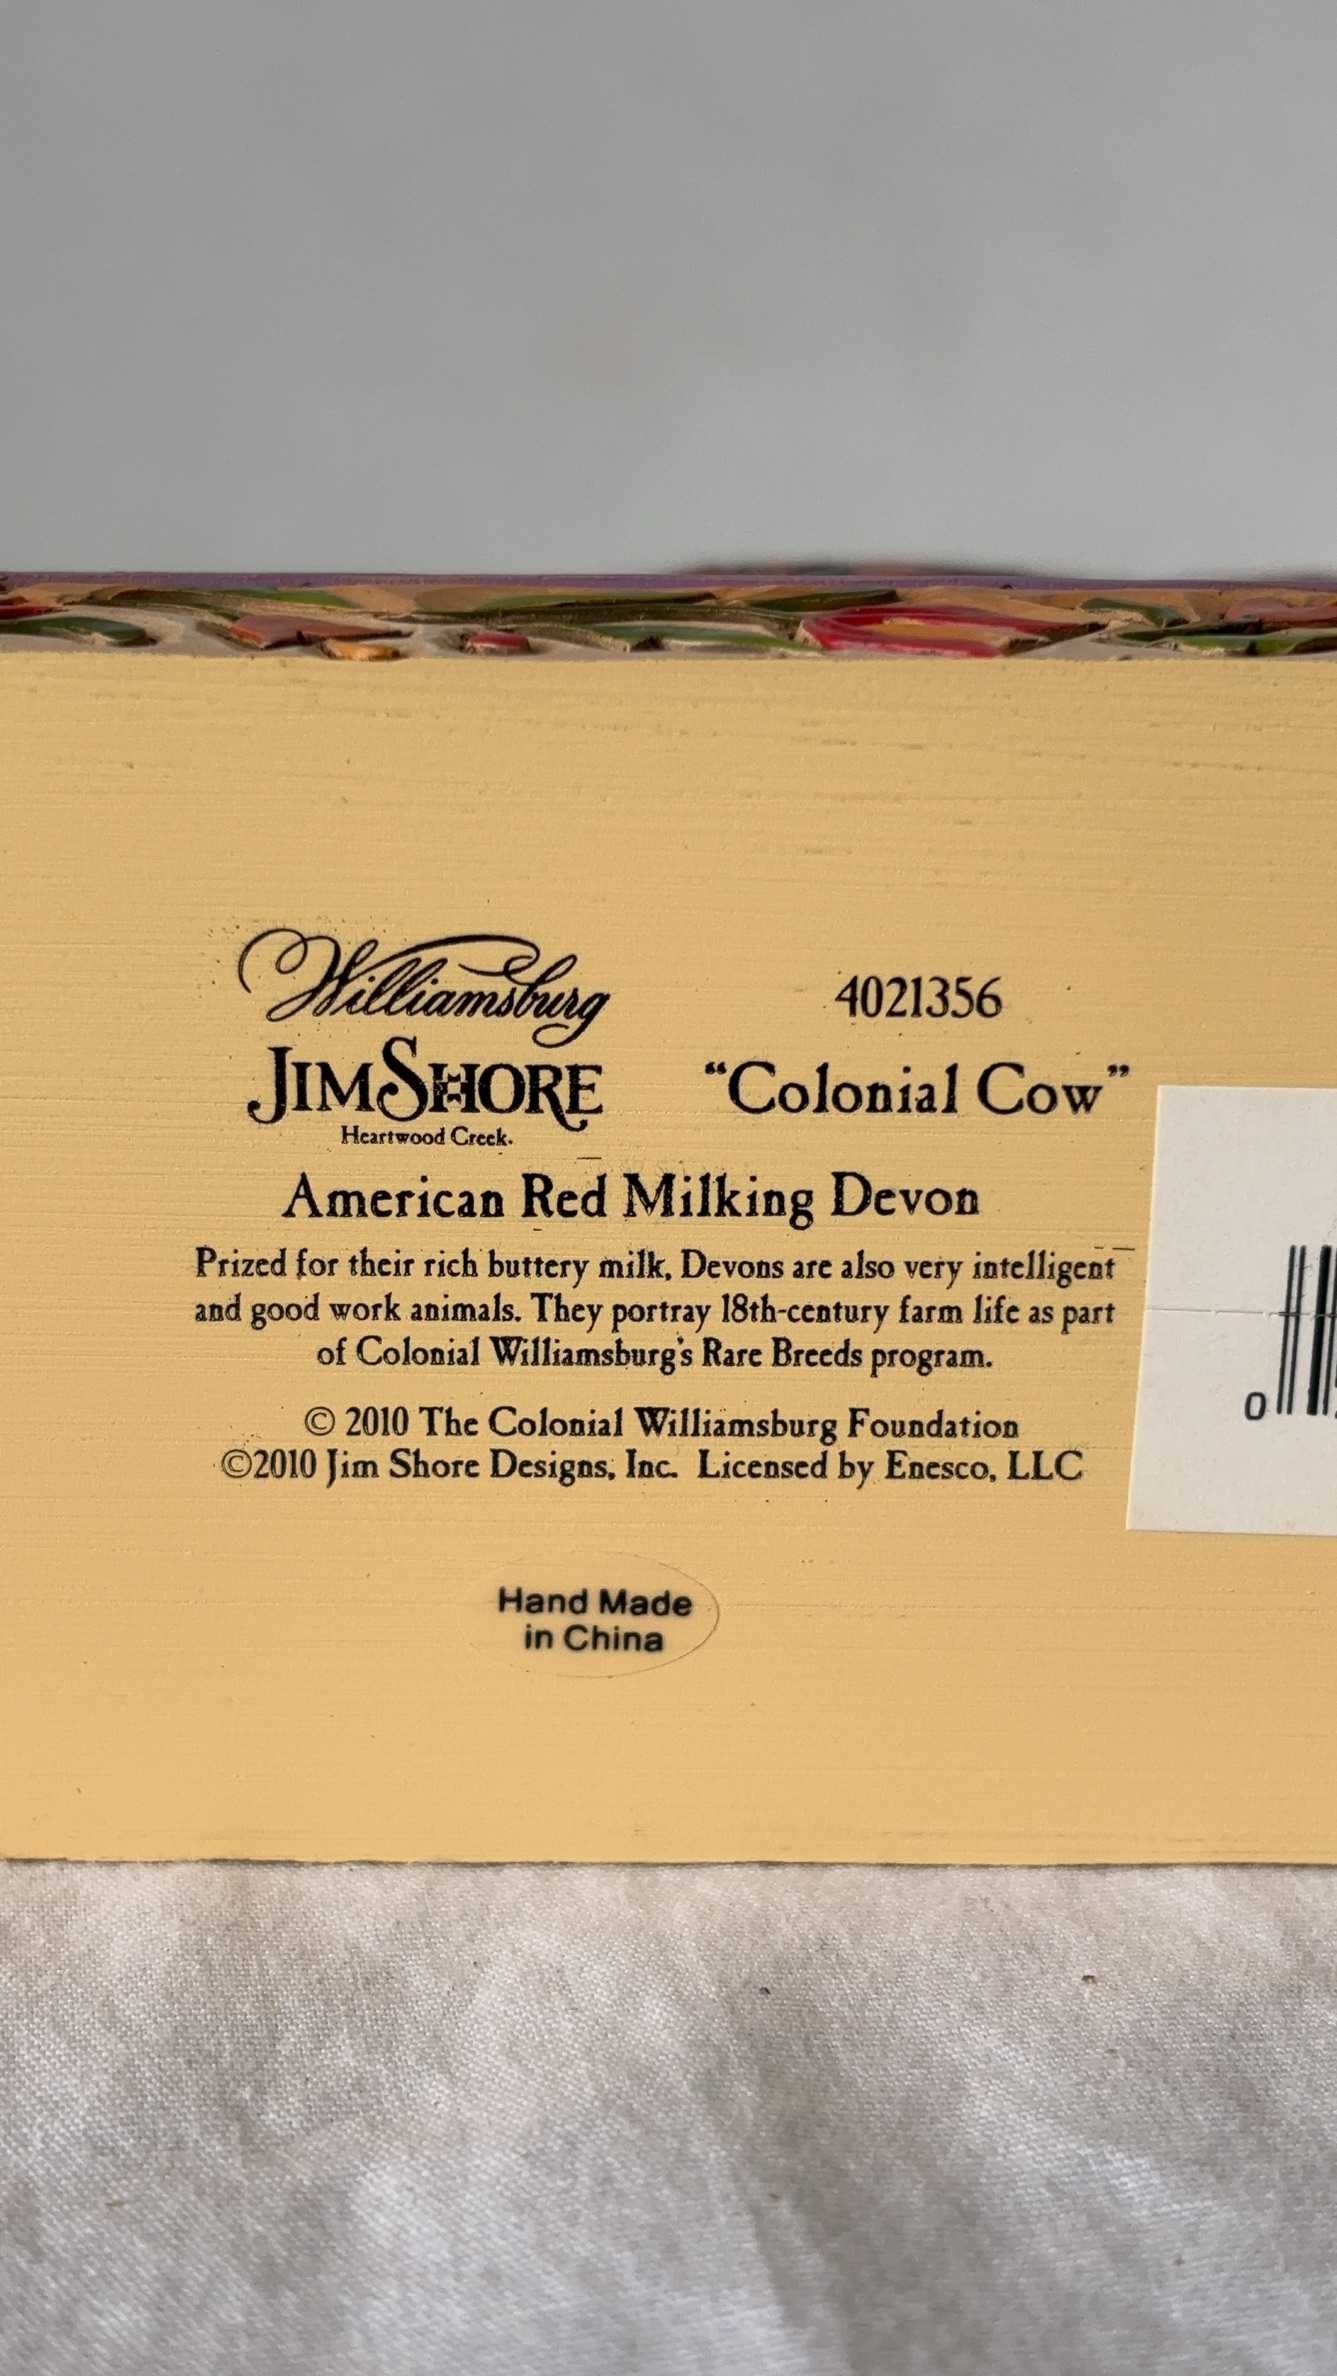 Williamsburg
JIM SHORE
Heartwood Creek.
4021356
“Colonial Cow”
American Red Milking Devon
Prized for their rich buttery milk, Devons are also very intelligent
and good work animals. They portray 18th-century farm life as part
of Colonial Williamsburg's Rare Breeds program.
© 2010 The Colonial Williamsburg Foundation
©2010 Jim Shore Designs, Inc. Licensed by Enesco, LLC
Hand Made
in China
0